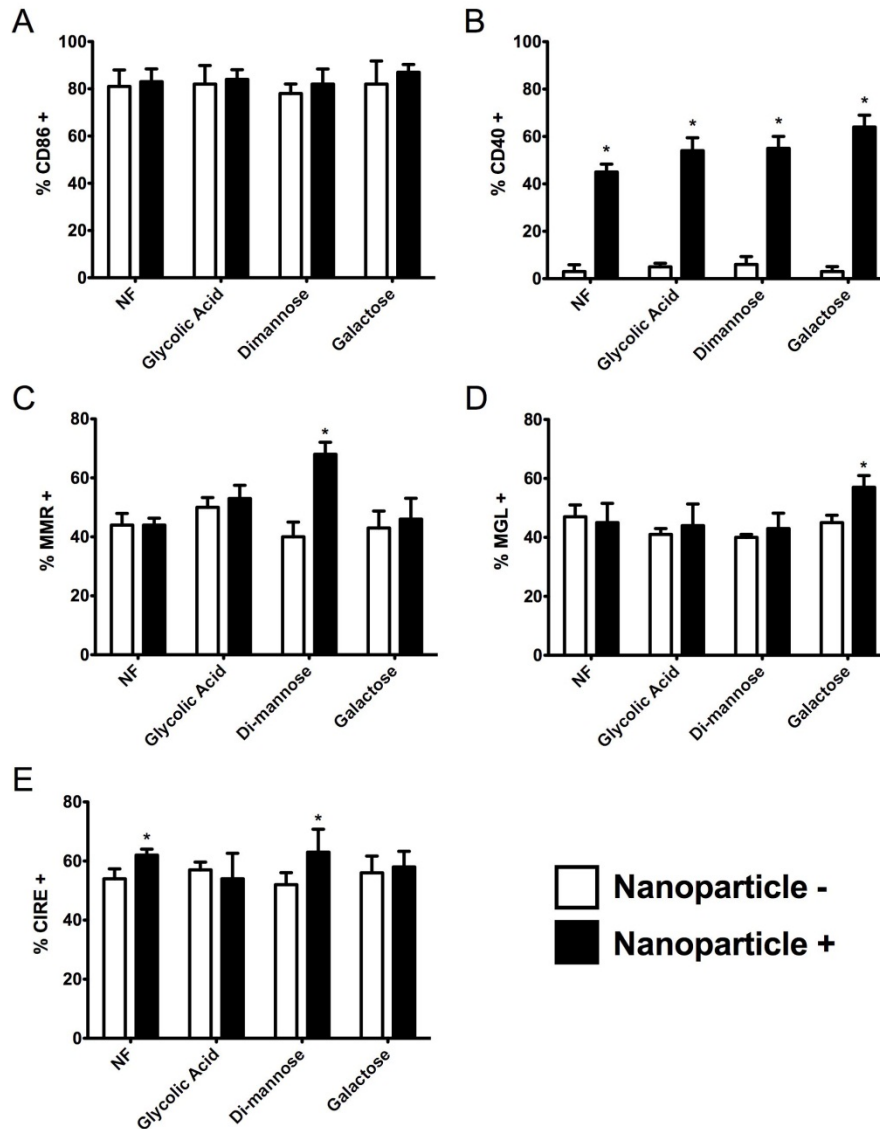 A
% CD86 +
100
80
60
40
20
0
NF
Glycolic Acid
Dimannose
Galactose
B
% CD40 +
100
80
60
40
20
0
*
*
*
*
NF
Glycolic Acid
Dimannose
Galactose
C
% MMR +
80
60
40
20
0
*
NF
Glycolic Acid
Di-mannose
Galactose
D
% MGL +
80
60
40
20
0
*
NF
Glycolic Acid
Di-mannose
Galactose
E
% CIRE +
80
60
40
20
0
*
*
NF
Glycolic Acid
Di-mannose
Galactose
Nanoparticle -
Nanoparticle +